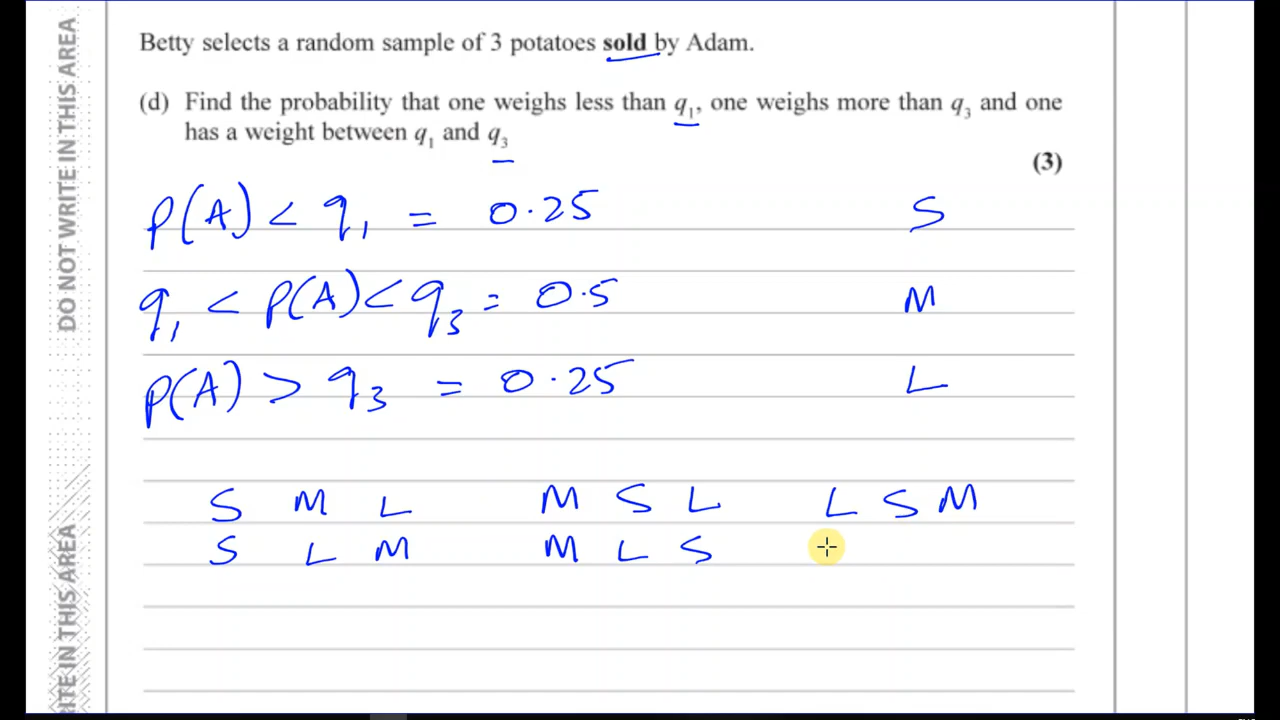 Betty selects a random sample of 3 potatoes sold by Adam.
(d) Find the probability that one weighs less than q₁, one weighs more than q₃ and one
has a weight between q₁ and q₃
(3)
P(A) < q₁ = 0.25 S
q₁ < P(A) < q₃ = 0.5 M
P(A) > q₃ = 0.25 L
S M L M S L L S M
S L M M L S
DO NOT WRITE IN THIS AREA
ITE IN THIS AREA